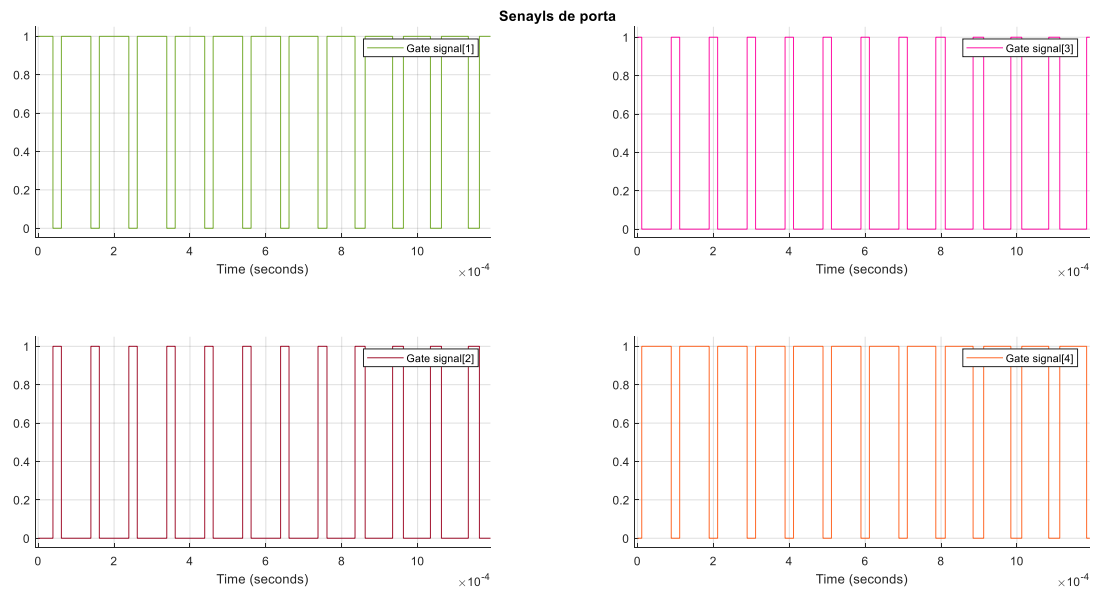 Senayls de porta
Gate signal[1]
1
0.8
0.6
0.4
0.2
0
0 2 4 6 8 10
Time (seconds)
×10-4
Gate signal[3]
1
0.8
0.6
0.4
0.2
0
0 2 4 6 8 10
Time (seconds)
×10-4
Gate signal[2]
1
0.8
0.6
0.4
0.2
0
0 2 4 6 8 10
Time (seconds)
×10-4
Gate signal[4]
1
0.8
0.6
0.4
0.2
0
0 2 4 6 8 10
Time (seconds)
×10-4